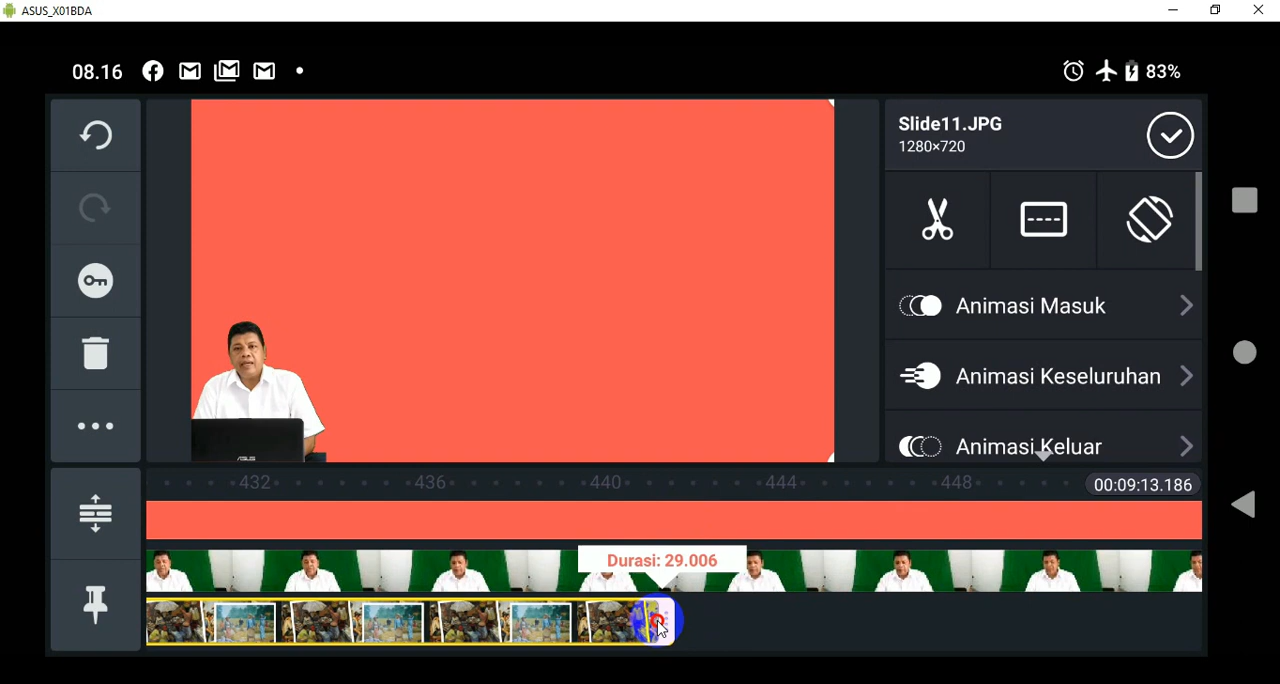 ASUS_X01BDA
08.16
83%
Slide11.JPG
1280×720
Animasi Masuk
Animasi Keseluruhan
Animasi Keluar
432 436 440 444 448
00:09:13.186
Durasi: 29.006